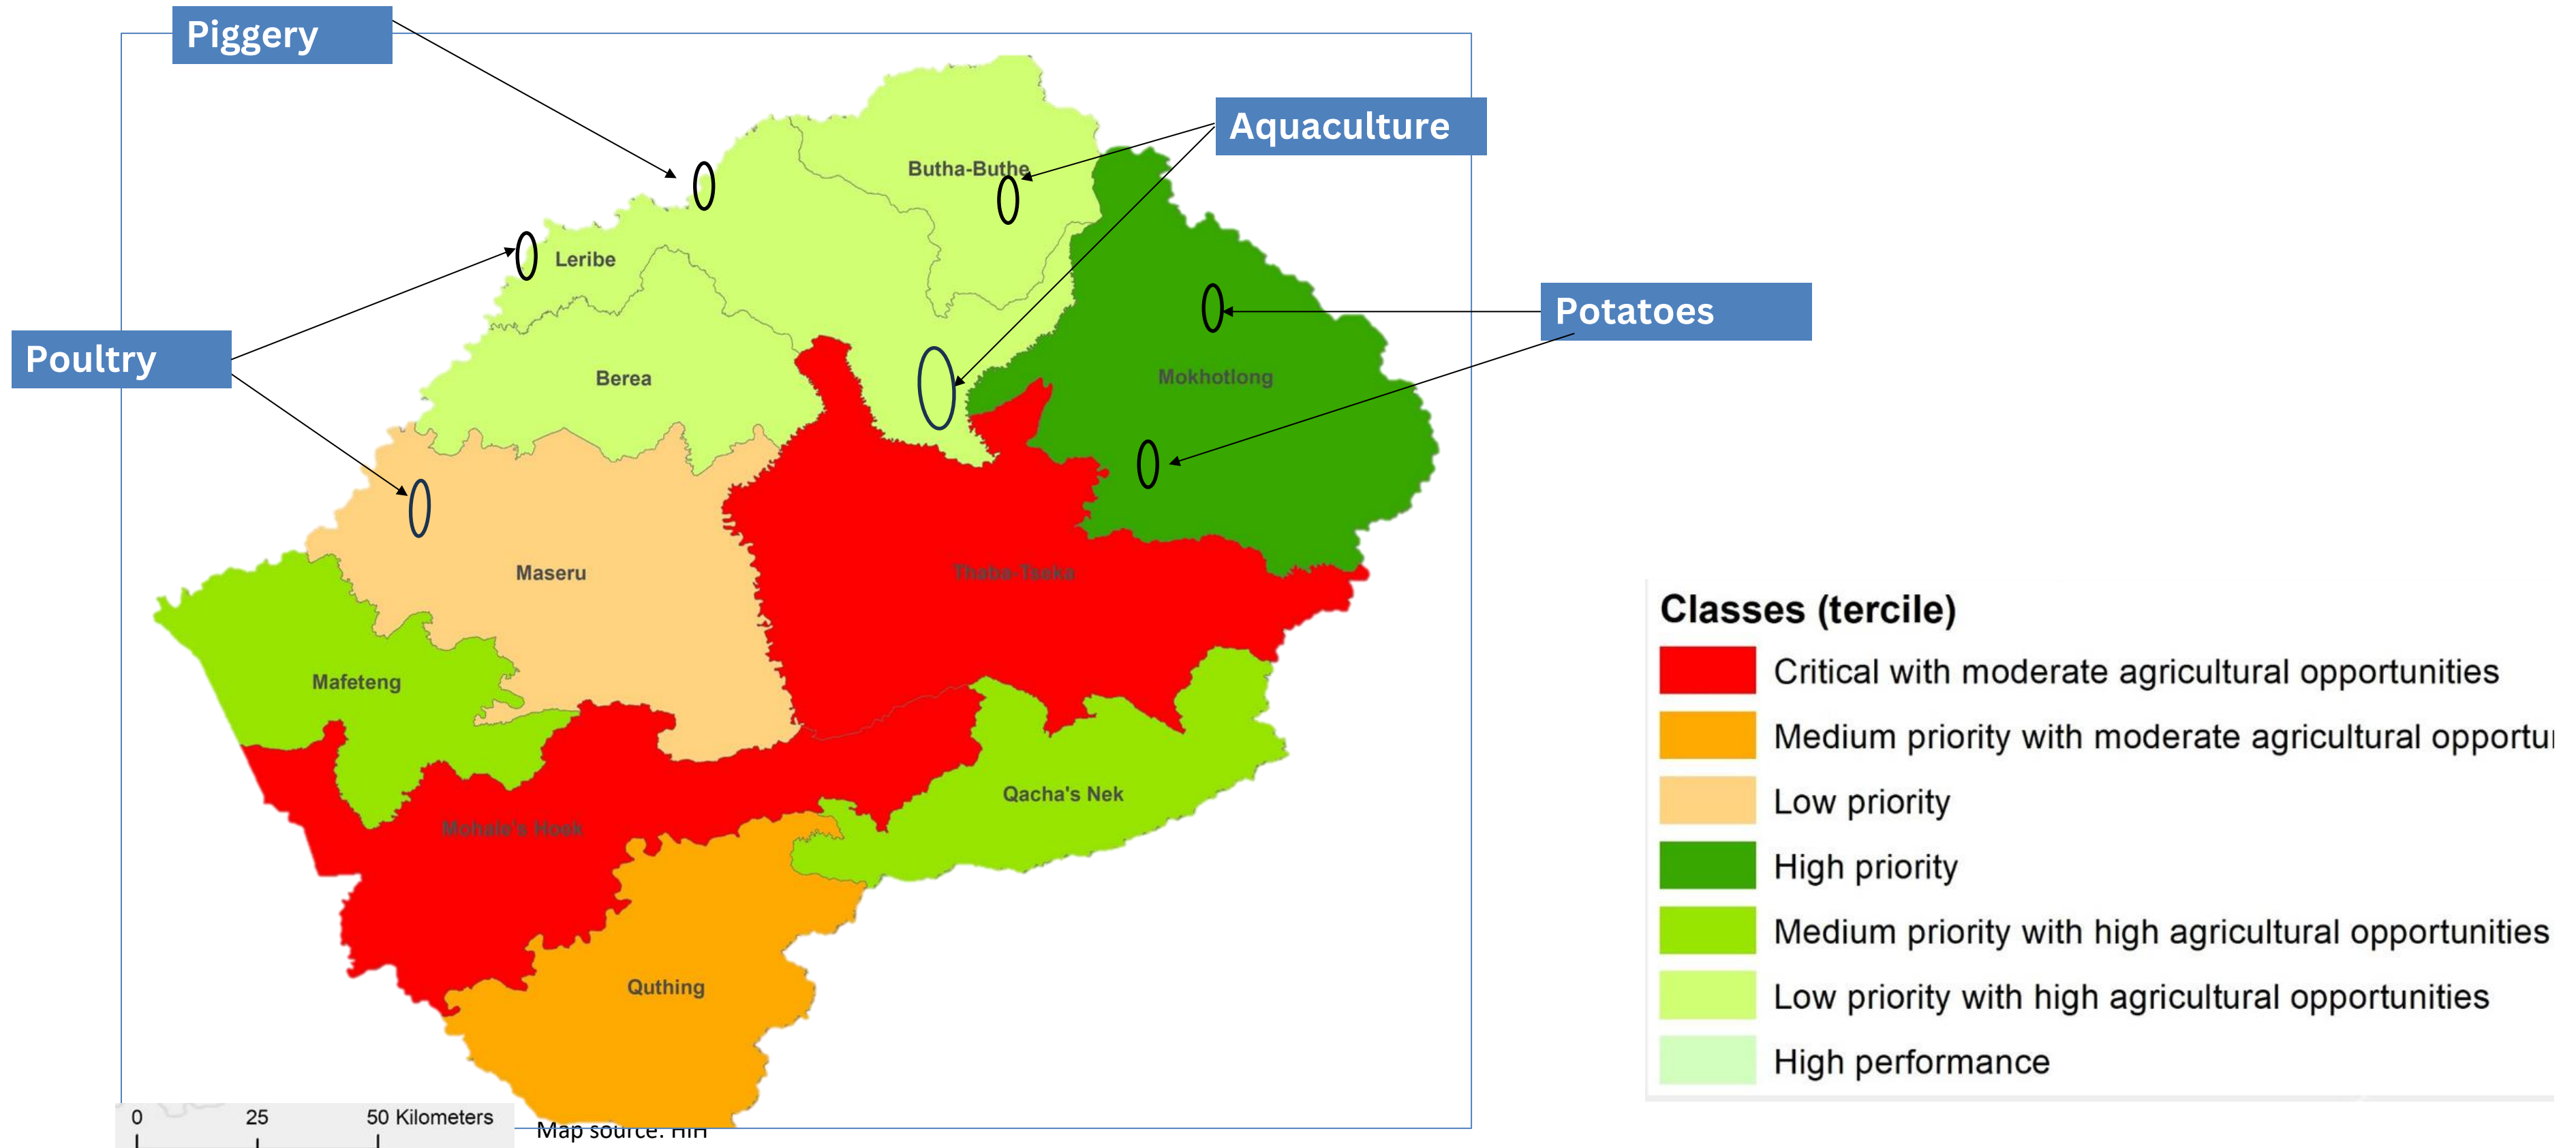 Piggery
Aquaculture
Butha-Buthe
Leribe
Potatoes
Poultry
Berea
Mokhotlong
Maseru
Thaba-Tseka
Mafeteng
Qacha's Nek
Mohale's Hoek
Quthing
Classes (tercile)
Critical with moderate agricultural opportunities
Medium priority with moderate agricultural opportu
Low priority
High priority
Medium priority with high agricultural opportunities
Low priority with high agricultural opportunities
High performance
0 25 50 Kilometers
Map source: HIH